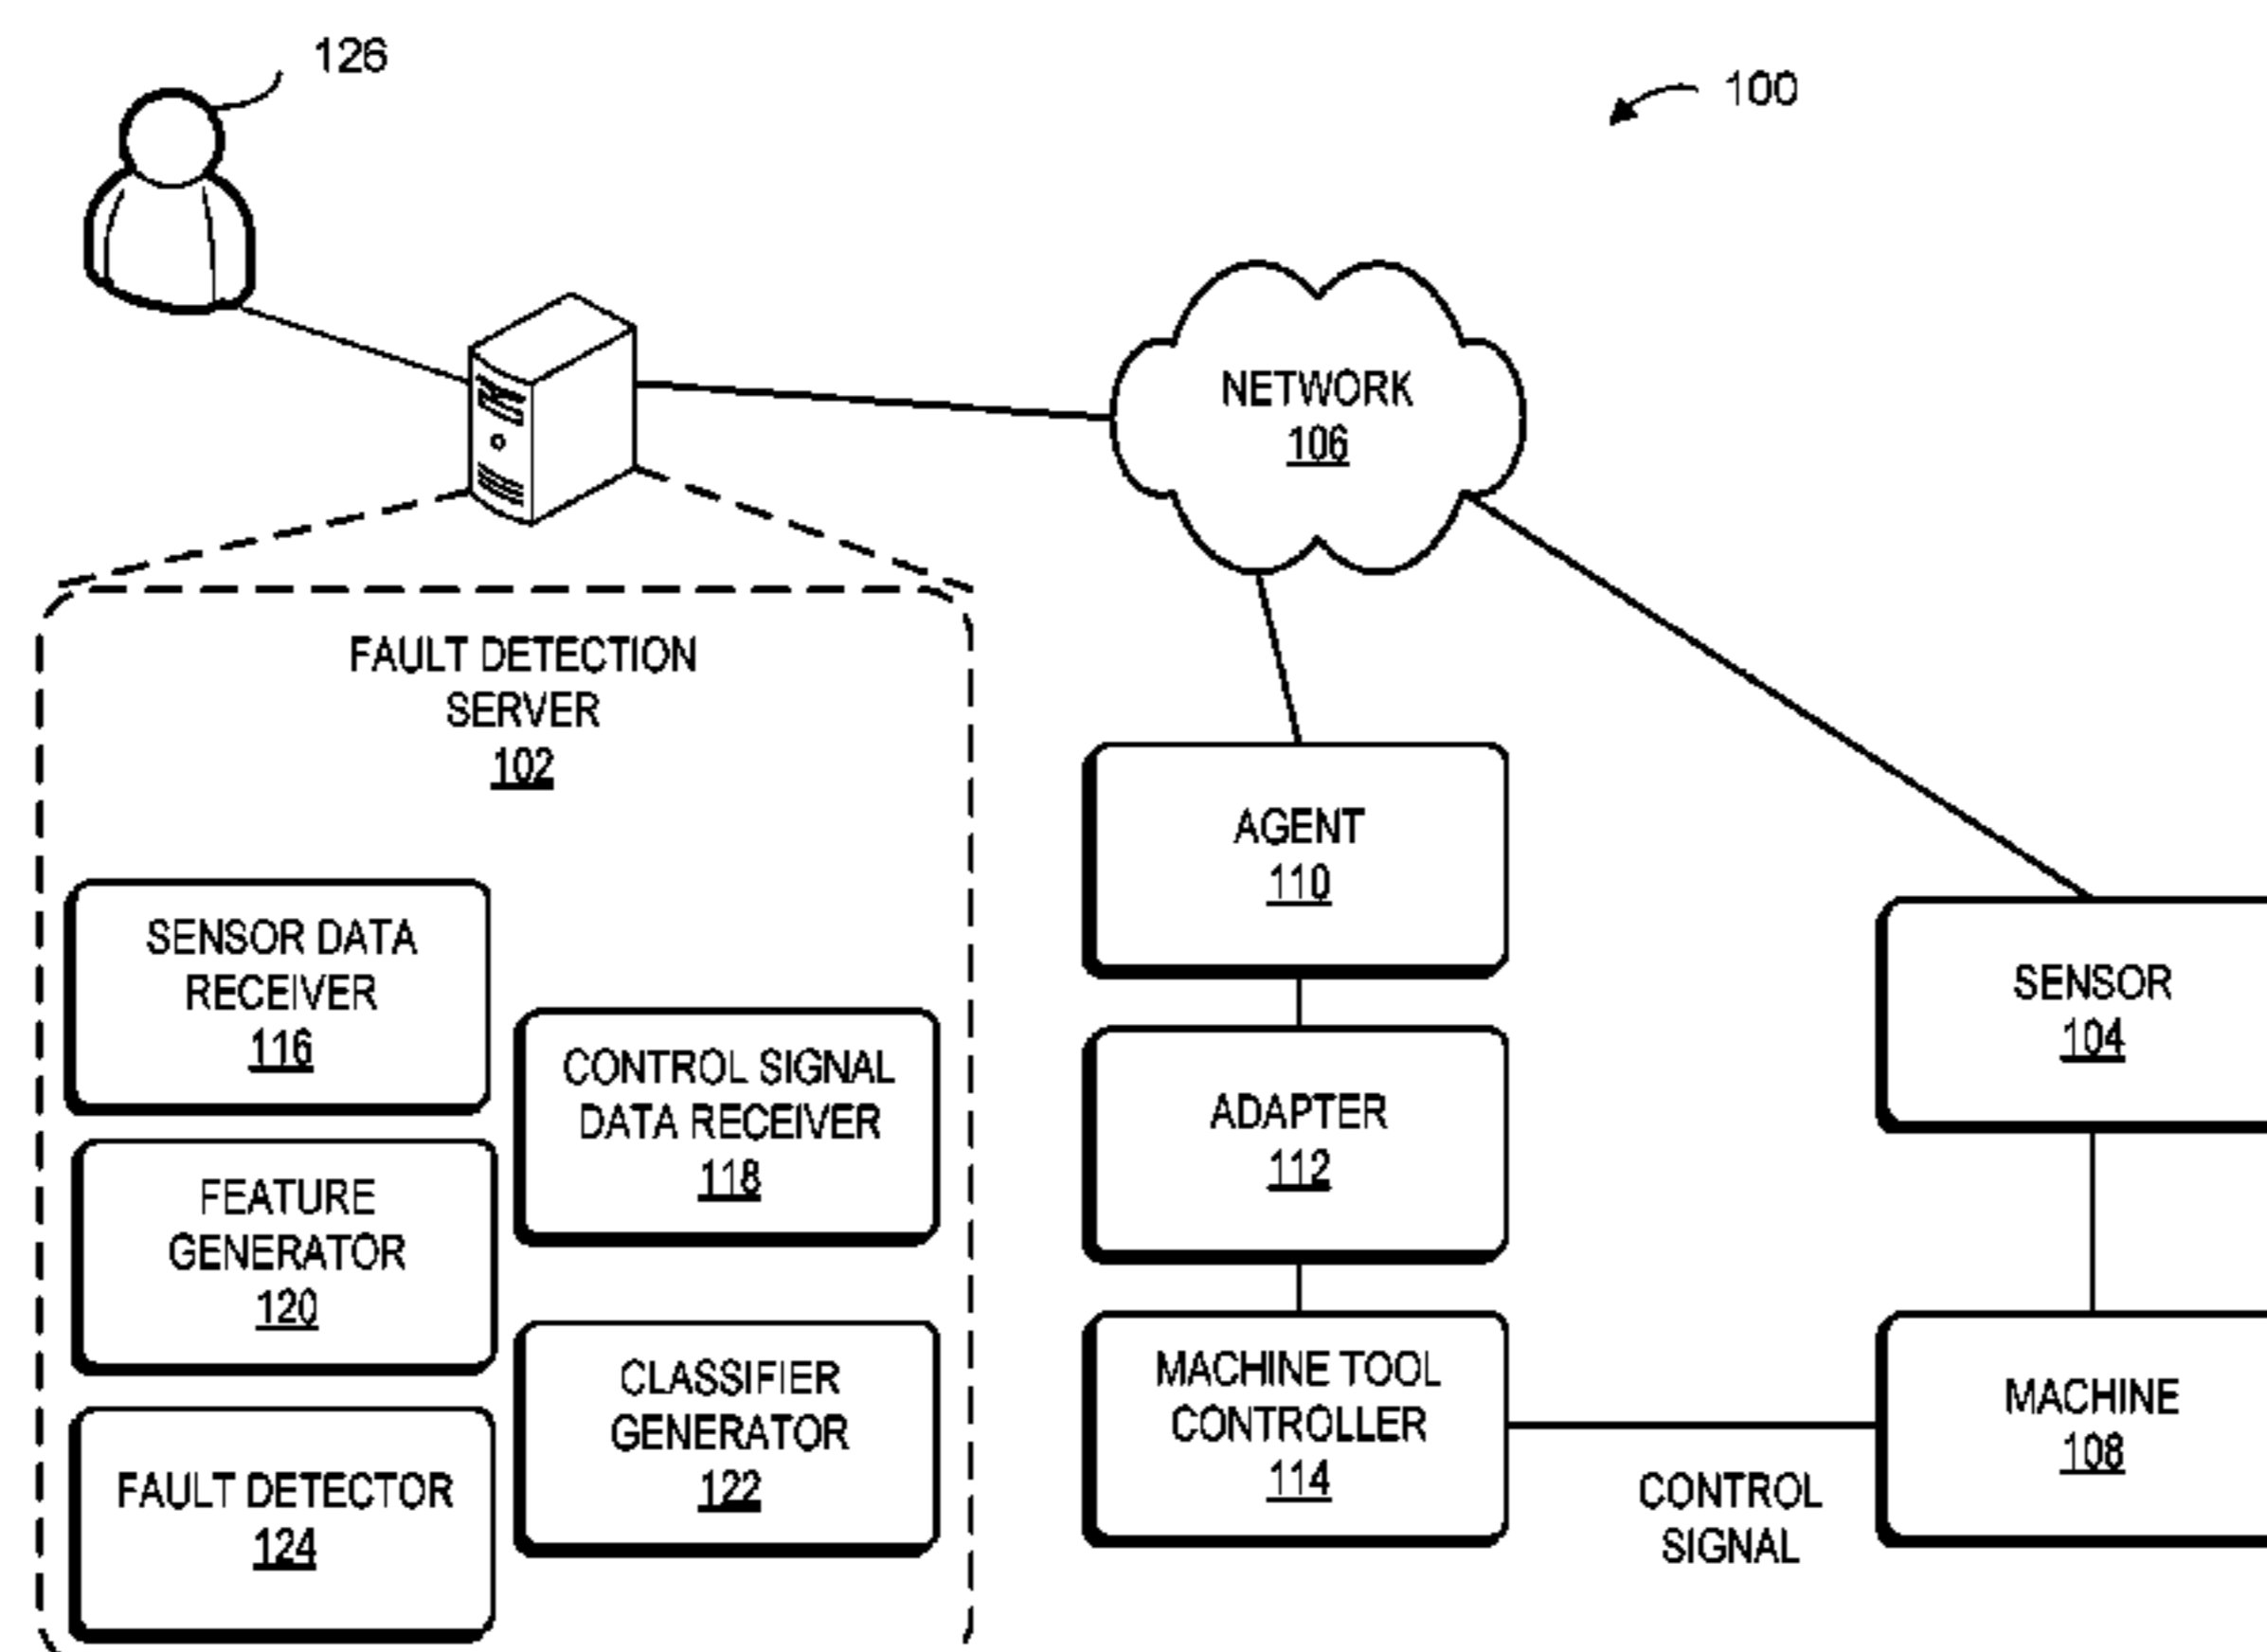 126
100
NETWORK
106
FAULT DETECTION
SERVER
102
AGENT
110
SENSOR DATA
RECEIVER
116
SENSOR
104
CONTROL SIGNAL
DATA RECEIVER
118
ADAPTER
112
FEATURE
GENERATOR
120
CLASSIFIER
GENERATOR
122
MACHINE TOOL
CONTROLLER
114
MACHINE
108
FAULT DETECTOR
124
CONTROL
SIGNAL